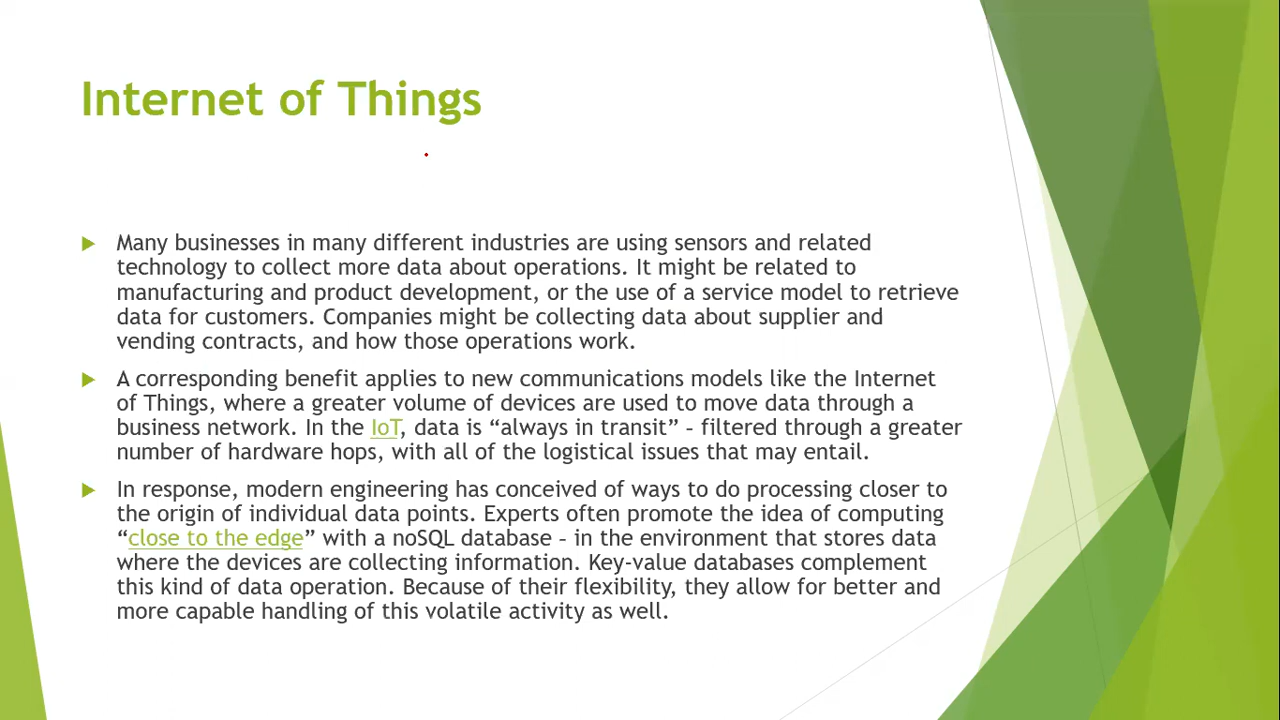 Internet of Things
Many businesses in many different industries are using sensors and related
technology to collect more data about operations. It might be related to
manufacturing and product development, or the use of a service model to retrieve
data for customers. Companies might be collecting data about supplier and
vending contracts, and how those operations work.
A corresponding benefit applies to new communications models like the Internet
of Things, where a greater volume of devices are used to move data through a
business network. In the IoT, data is “always in transit” – filtered through a greater
number of hardware hops, with all of the logistical issues that may entail.
In response, modern engineering has conceived of ways to do processing closer to
the origin of individual data points. Experts often promote the idea of computing
“close to the edge” with a noSQL database – in the environment that stores data
where the devices are collecting information. Key-value databases complement
this kind of data operation. Because of their flexibility, they allow for better and
more capable handling of this volatile activity as well.